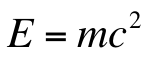 E = mc²